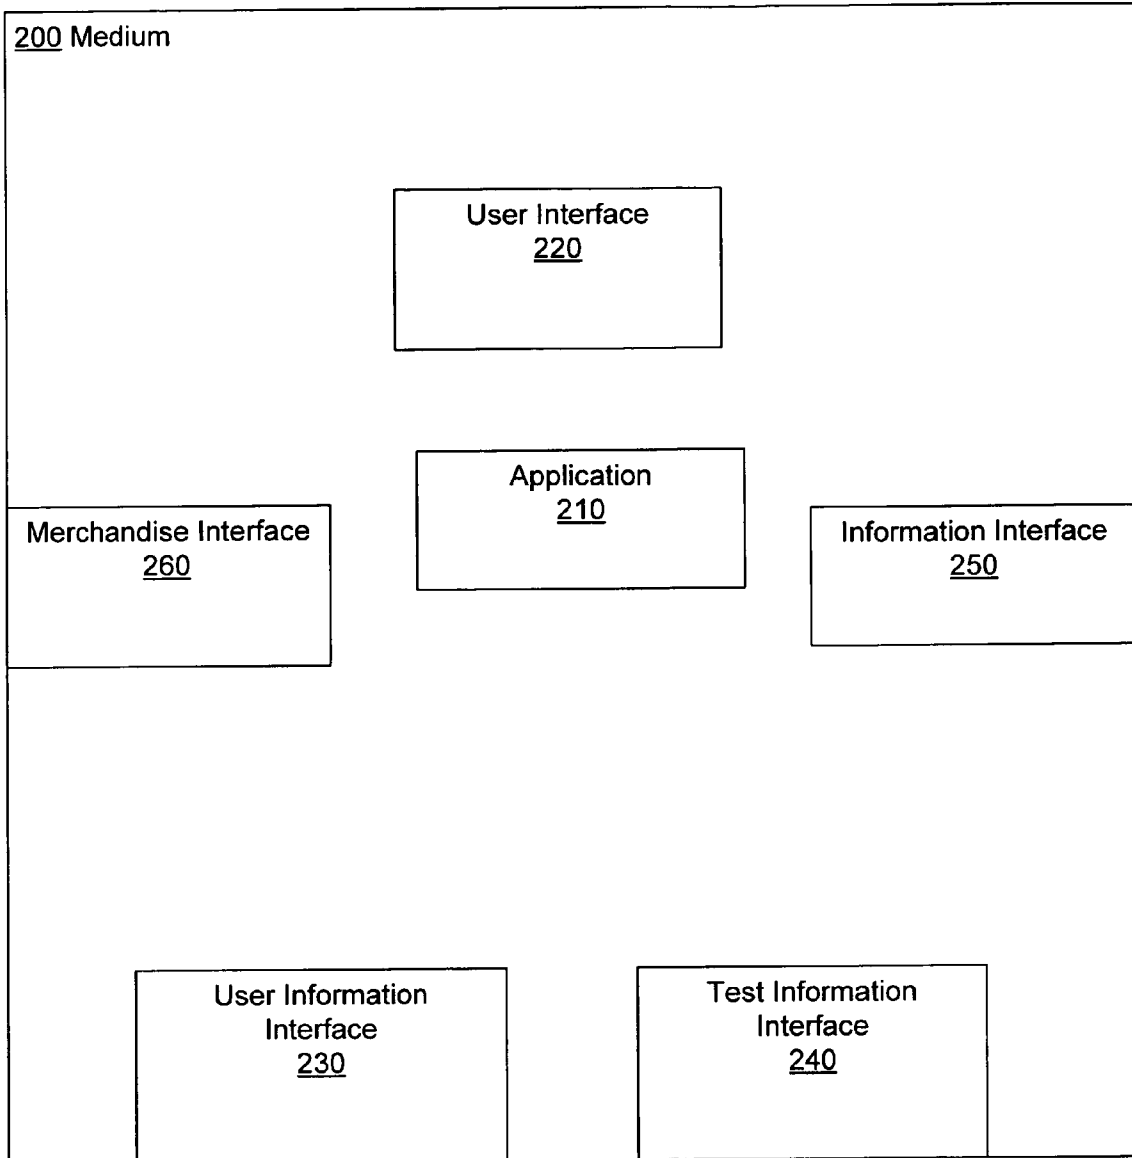 200 Medium
User Interface
220
Application
210
Merchandise Interface
260
Information Interface
250
User Information
Interface
230
Test Information
Interface
240